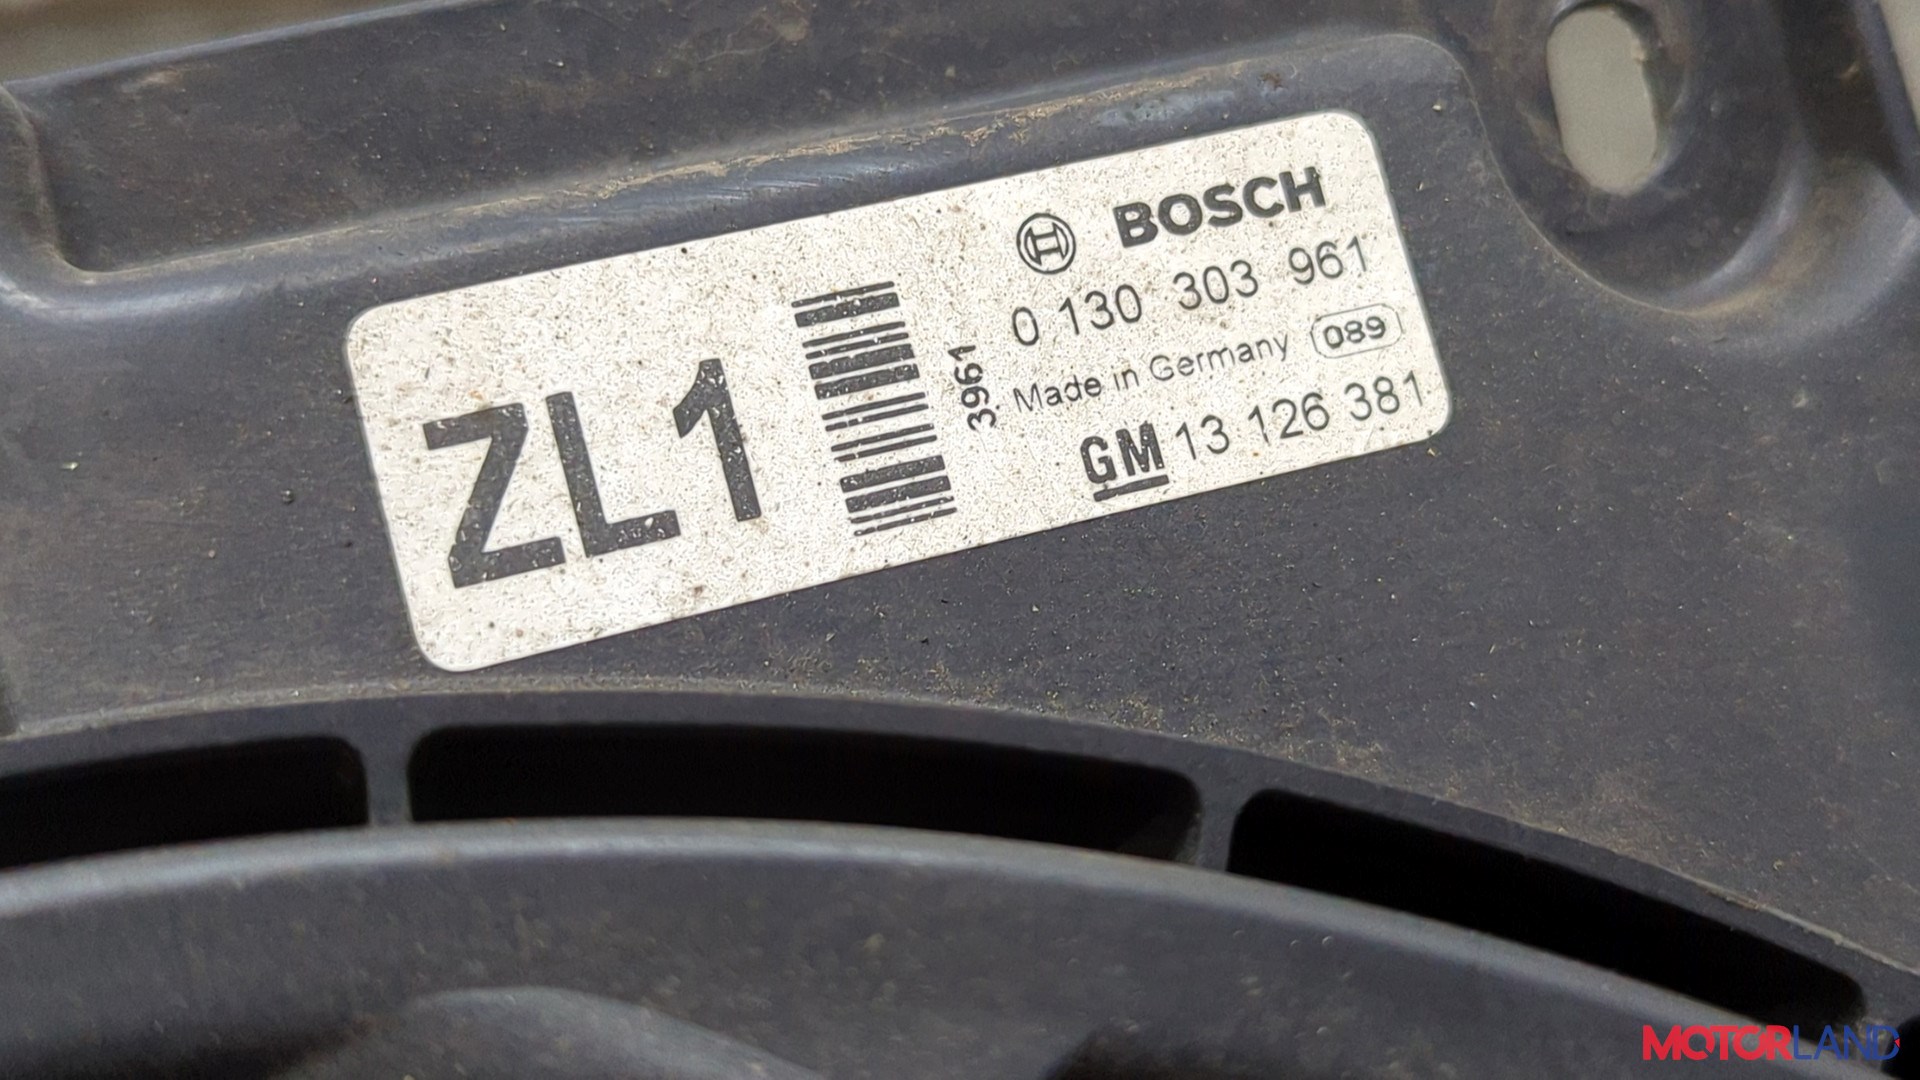 ZL1
3961
BOSCH
0 130 303 961
Made in Germany 089
GM 13 126 381
MOTORLAND